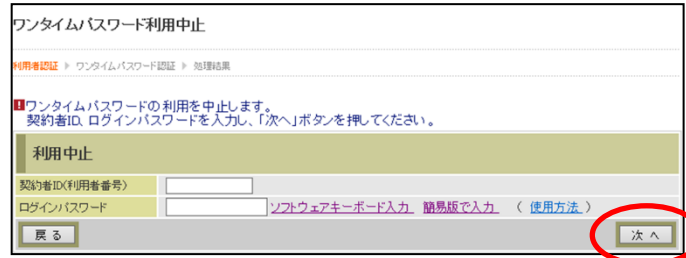 ワンタイムパスワード利用中止
利用者認証 ▶ ワンタイムパスワード認証 ▶ 処理結果
ワンタイムパスワードの利用を中止します。
契約者ID、ログインパスワードを入力し、「次へ」ボタンを押してください。
利用中止
契約者ID(利用者番号)
ログインパスワード ソフトウェアキーボード入力 簡易版で入力 ( 使用方法 )
戻る 次へ